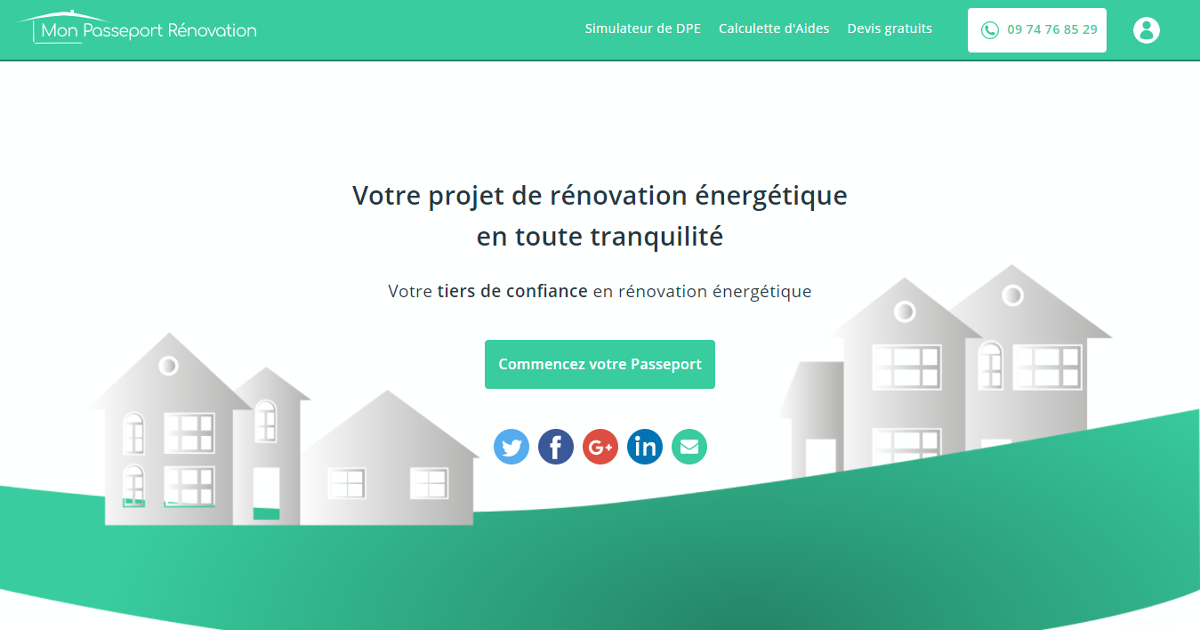 Mon Passeport Rénovation
Simulateur de DPE
Calculette d'Aides
Devis gratuits
09 74 76 85 29
Votre projet de rénovation énergétique
en toute tranquilité
Votre tiers de confiance en rénovation énergétique
Commencez votre Passeport
f
G+
in